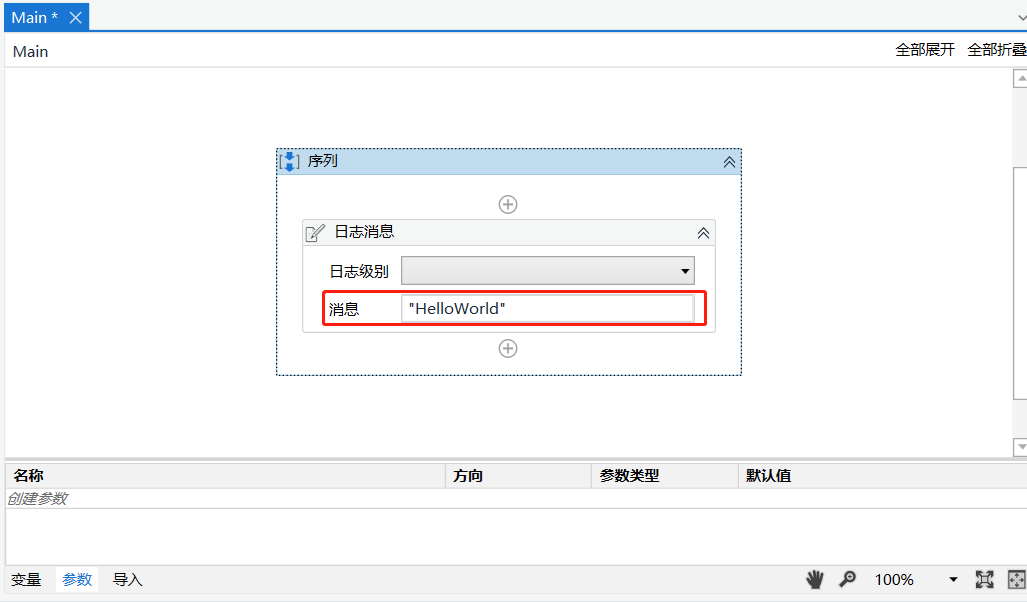 Main *
Main 全部展开 全部折叠
序列
日志消息
日志级别
消息 "HelloWorld"
名称 方向 参数类型 默认值
创建参数
变量 参数 导入 100%